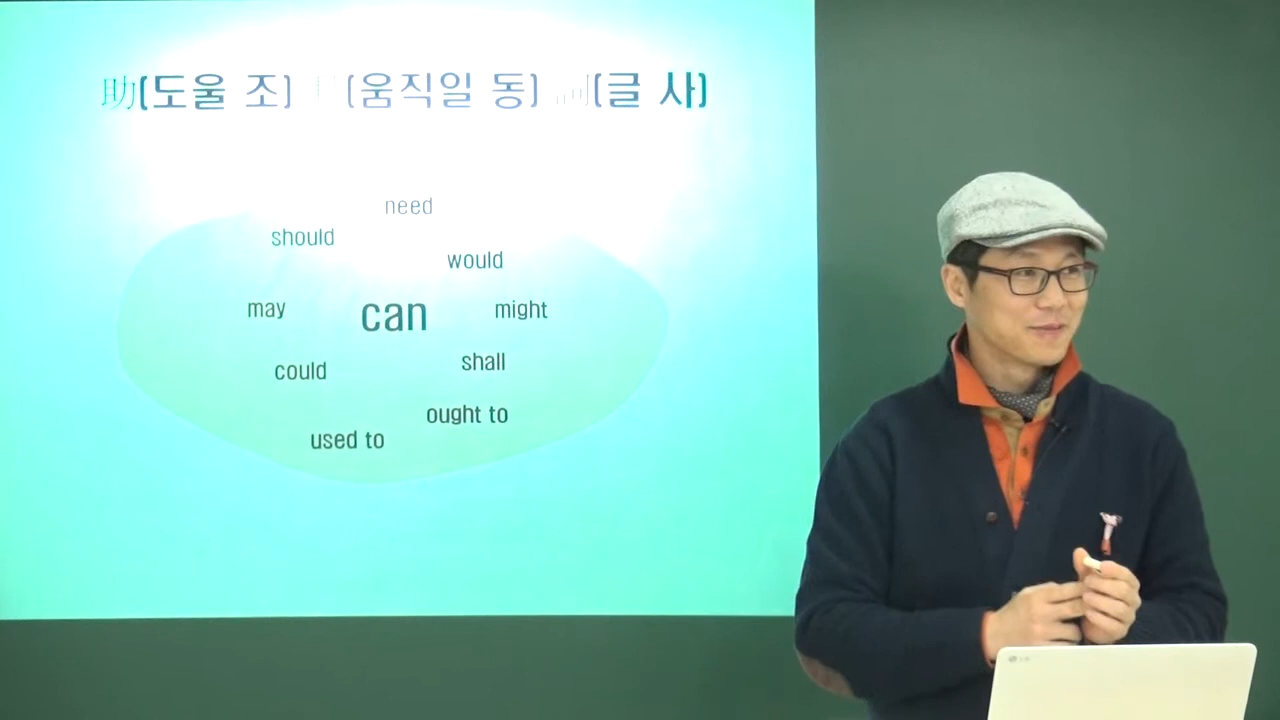 助(도울 조) (움직일 동) 詞(글 사)
need
should
would
may
can
might
could
shall
ought to
used to